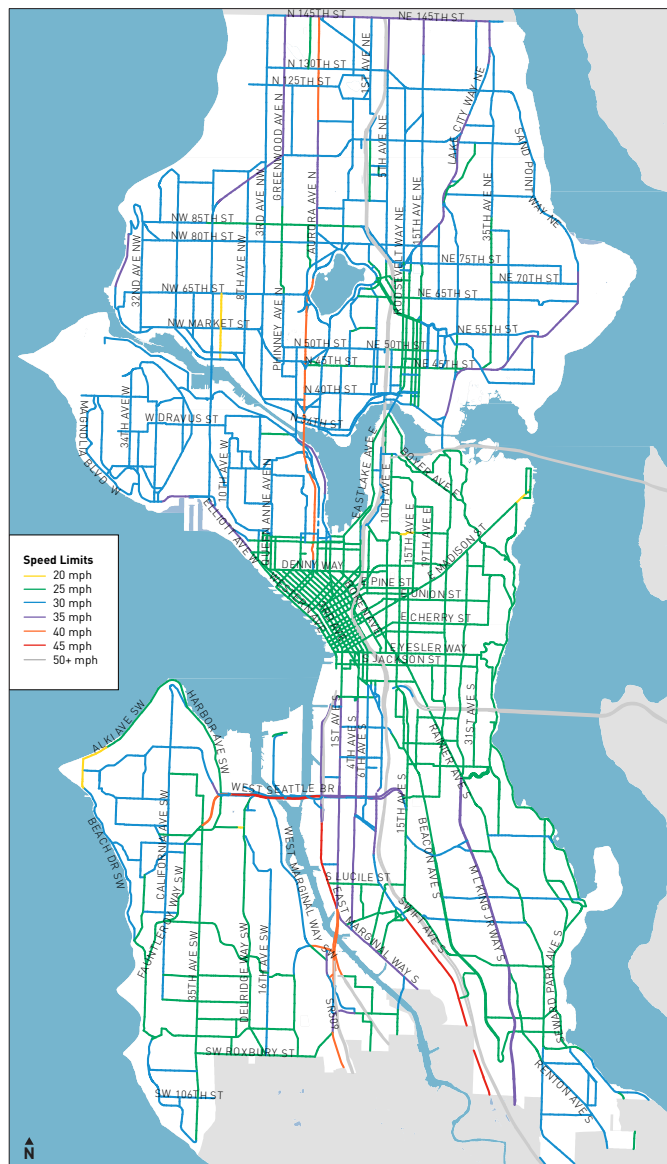 N 145TH ST
NE 145TH ST
N 130TH ST
N 125TH ST
1ST AVE NE
5TH AVE NE
LAKE CITY WAY NE
SAND POINT WAY NE
GREENWOOD AVE N
3RD AVE NW
AURORA AVE N
ROOSEVELT WAY NE
15TH AVE NE
35TH AVE NE
NW 85TH ST
NW 80TH ST
32ND AVE NW
8TH AVE NW
NE 75TH ST
NE 70TH ST
NW 65TH ST
NE 65TH ST
PHINNEY AVE N
NW MARKET ST
NE 55TH ST
N 50TH ST
NE 50TH ST
N 45TH ST
NE 45TH ST
N 40TH ST
N 34TH ST
MAGNOLIA BLVD W
34TH AVE W
W DRAVUS ST
10TH AVE W
QUEEN ANNE AVE N
EASTLAKE AVE E
10TH AVE E
BOYER AVE E
ELLIOTT AVE W
15TH AVE E
19TH AVE E
E MADISON ST
DENNY WAY
E PINE ST
E UNION ST
E CHERRY ST
E YESLER WAY
S JACKSON ST
Speed Limits
20 mph
25 mph
30 mph
35 mph
40 mph
45 mph
50+ mph
ALKI AVE SW
HARBOR AVE SW
1ST AVE S
4TH AVE S
6TH AVE S
RAINIER AVE S
31ST AVE S
WEST SEATTLE BR
15TH AVE S
BEACON AVE S
BEACH DR SW
CALIFORNIA AVE SW
WEST MARGINAL WAY SW
S LUCILE ST
EAST MARGINAL WAY S
SWIFT AVE S
M L KING JR WAY S
FAUNTLEROY WAY SW
35TH AVE SW
DELRIDGE WAY SW
16TH AVE SW
SR509
SEWARD PARK AVE S
SW ROXBURY ST
SW 106TH ST
RENTON AVE S
N